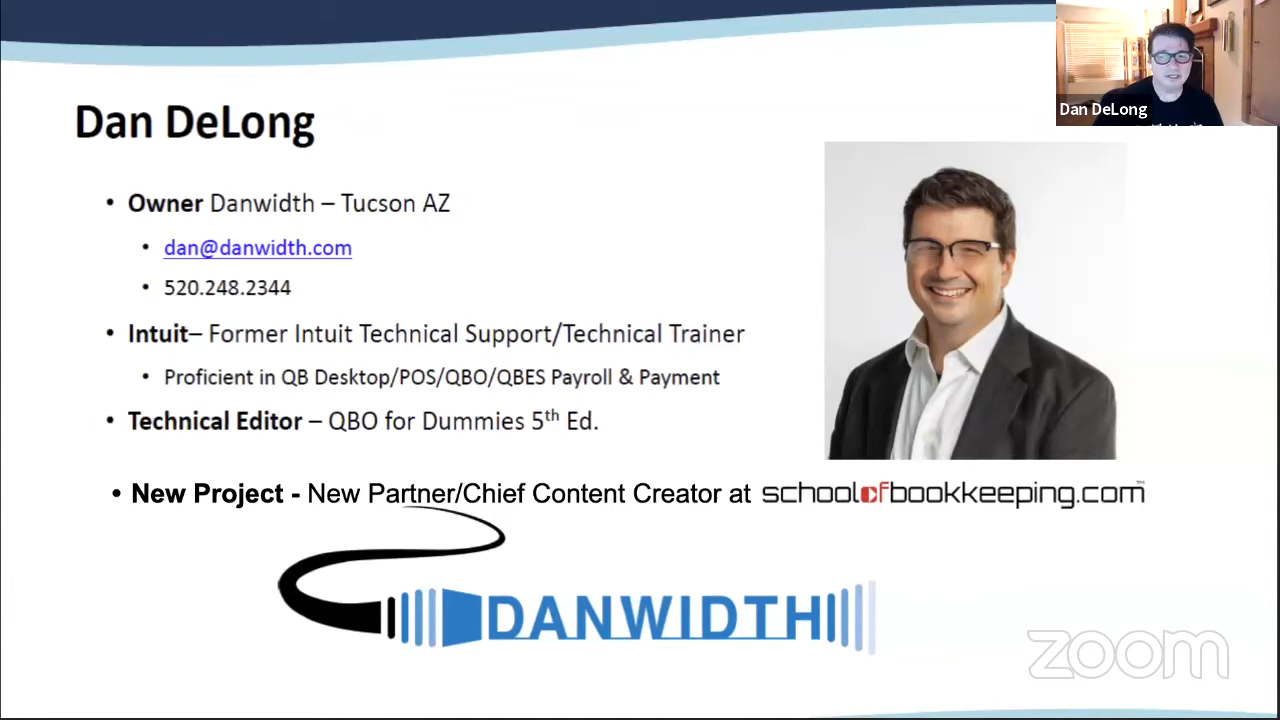 Dan DeLong
Dan DeLong
• Owner Danwidth – Tucson AZ
• dan@danwidth.com
• 520.248.2344
• Intuit– Former Intuit Technical Support/Technical Trainer
• Proficient in QB Desktop/POS/QBO/QBES Payroll & Payment
• Technical Editor – QBO for Dummies 5th Ed.
• New Project - New Partner/Chief Content Creator at schoolofbookkeeping.com™
DANWIDTH
zoom